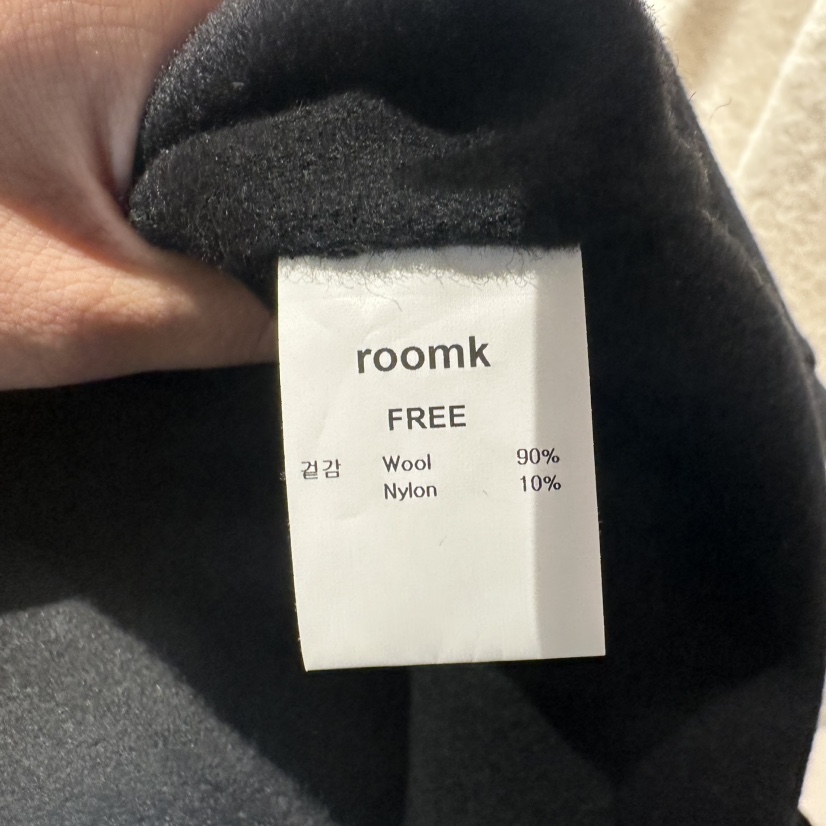 roomk
FREE
겉감 Wool 90%
Nylon 10%